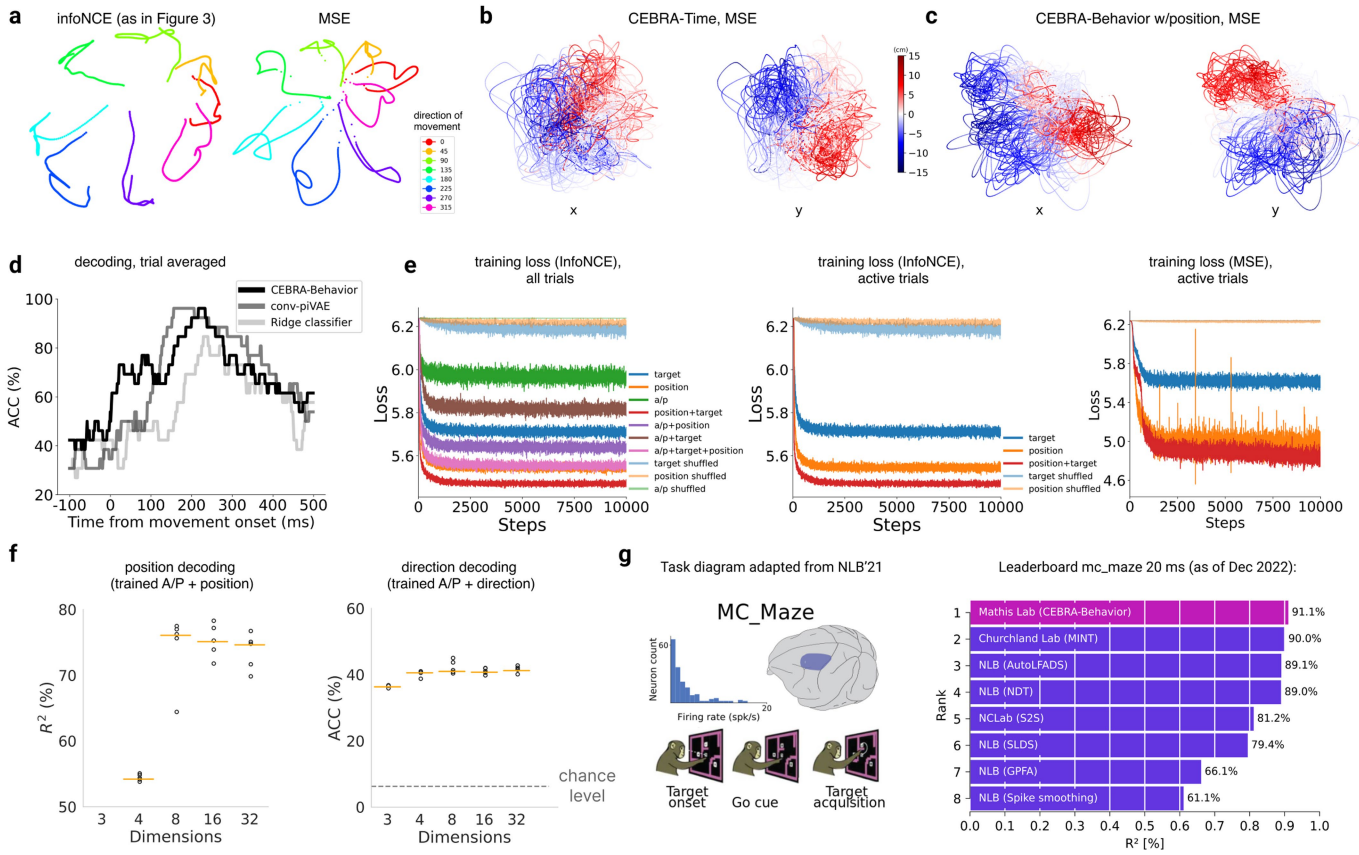 a
infoNCE (as in Figure 3)
MSE
direction of
movement
0
45
90
135
180
225
270
315
b
CEBRA-Time, MSE
x
y
(cm)
15
10
5
0
−5
−10
−15
c
CEBRA-Behavior w/position, MSE
x
y
d
decoding, trial averaged
CEBRA-Behavior
conv-piVAE
Ridge classifier
ACC (%)
100
80
60
40
20
-100
0
100
200
300
400
500
Time from movement onset (ms)
e
training loss (InfoNCE),
all trials
Loss
6.2
6.0
5.8
5.6
0
2500
5000
7500
10000
Steps
target
position
a/p
position+target
a/p+position
a/p+target
a/p+target+position
target shuffled
position shuffled
a/p shuffled
training loss (InfoNCE),
active trials
Loss
6.2
6.0
5.8
5.6
0
2500
5000
7500
10000
Steps
target
position
position+target
target shuffled
position shuffled
training loss (MSE),
active trials
Loss
6.2
5.8
5.4
5.0
4.6
0
2500
5000
7500
10000
Steps
target
position
position+target
position shuffled
f
position decoding
(trained A/P + position)
R² (%)
80
70
60
50
3
4
8
16
32
Dimensions
direction decoding
(trained A/P + direction)
ACC (%)
60
40
20
0
3
4
8
16
32
Dimensions
chance
level
g
Task diagram adapted from NLB'21
MC_Maze
Neuron count
60
20
Firing rate (spk/s)
Target
onset
Go cue
Target
acquisition
Leaderboard mc_maze 20 ms (as of Dec 2022):
Rank
1 Mathis Lab (CEBRA-Behavior) 91.1%
2 Churchland Lab (MINT) 90.0%
3 NLB (AutoLFADS) 89.1%
4 NLB (NDT) 89.0%
5 NCLab (S2S) 81.2%
6 NLB (SLDS) 79.4%
7 NLB (GPFA) 66.1%
8 NLB (Spike smoothing) 61.1%
0.0
0.1
0.2
0.3
0.4
0.5
0.6
0.7
0.8
0.9
1.0
R² [%]